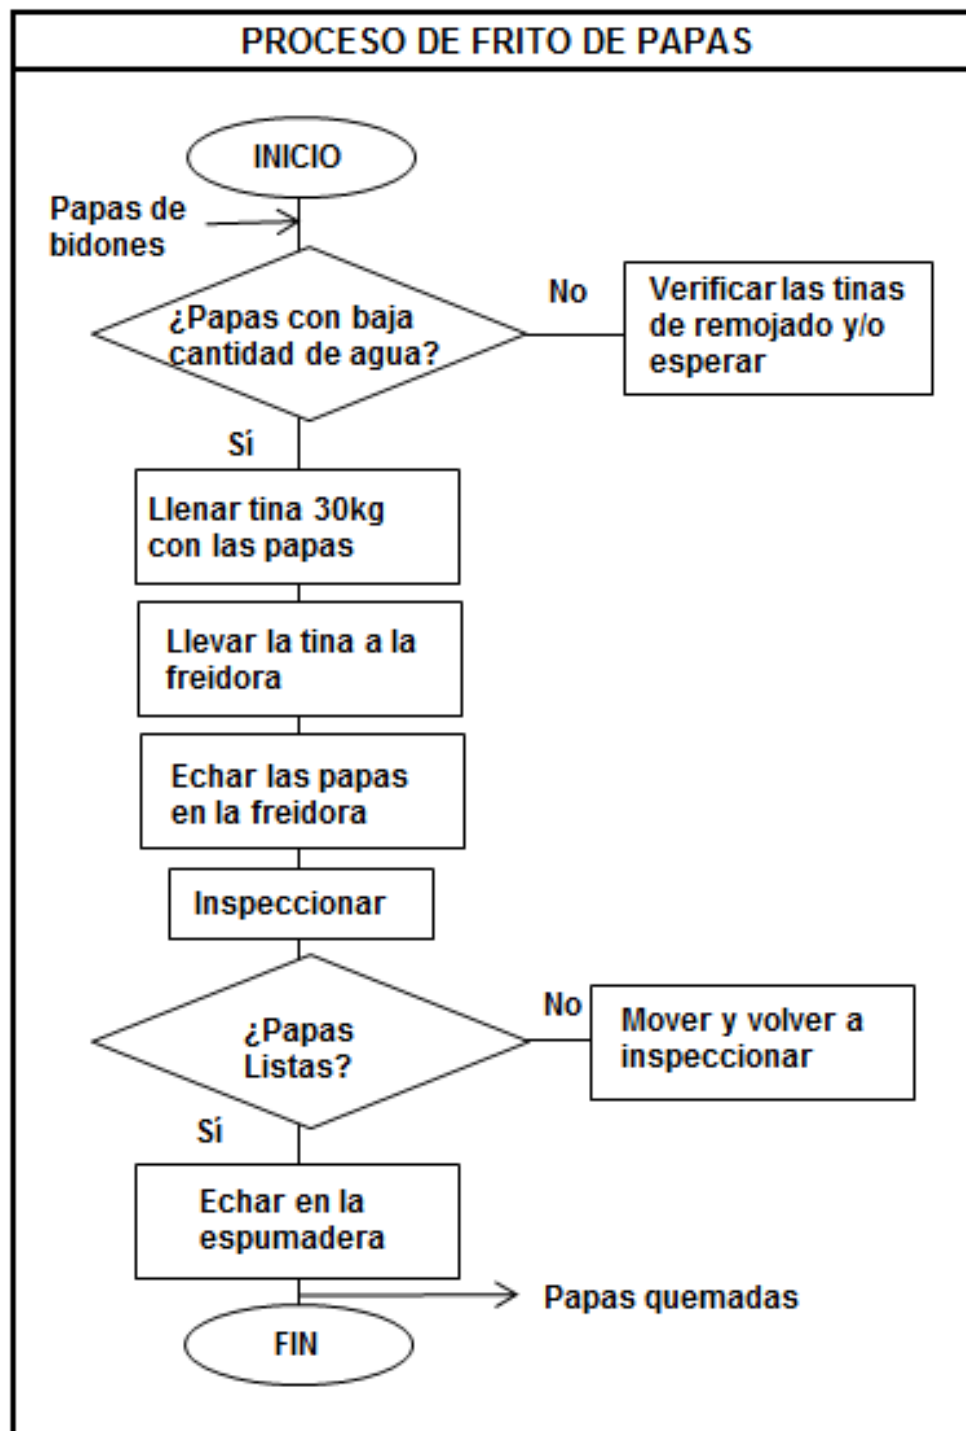 PROCESO DE FRITO DE PAPAS
INICIO
Papas de
bidones
¿Papas con baja
cantidad de agua?
No
Verificar las tinas
de remojado y/o
esperar
Sí
Llenar tina 30kg
con las papas
Llevar la tina a la
freidora
Echar las papas
en la freidora
Inspeccionar
¿Papas
Listas?
No
Mover y volver a
inspeccionar
Sí
Echar en la
espumadera
Papas quemadas
FIN